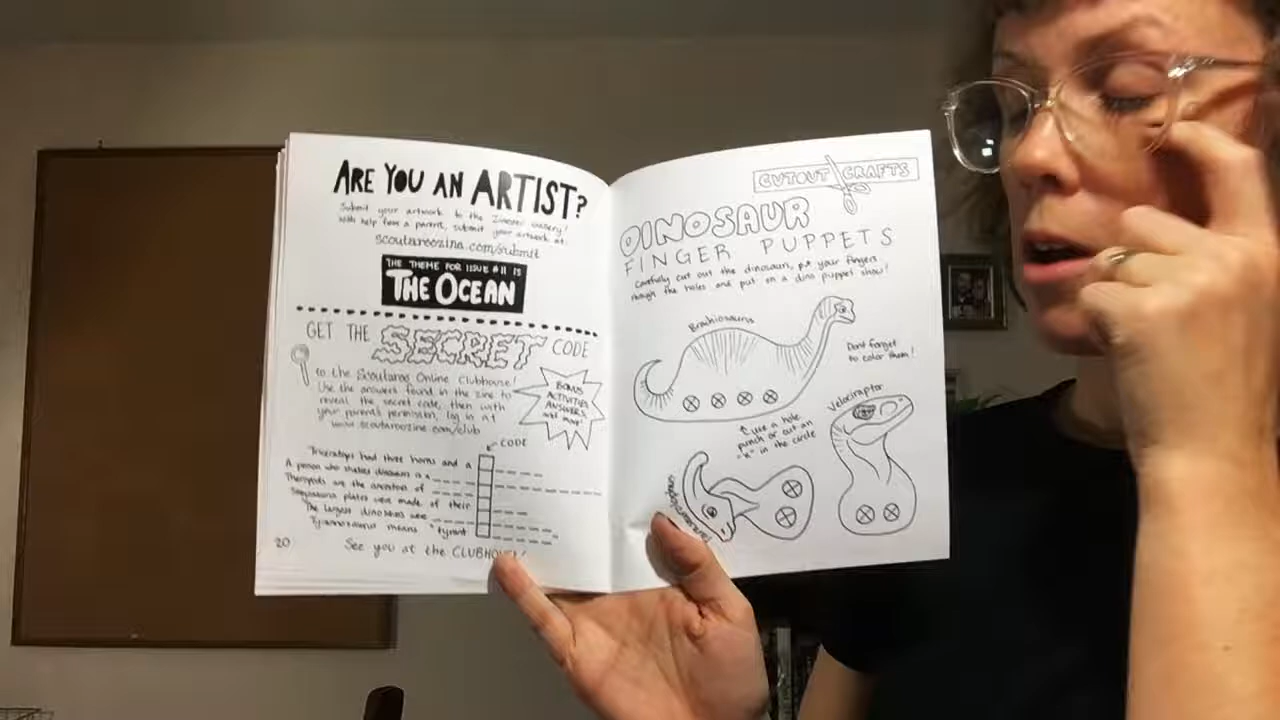 ARE YOU AN ARTIST?
Submit your artwork to the Zinester Gallery!
With help from a parent, submit your artwork at:
scoutaroozine.com/submit
THE THEME FOR ISSUE #11 IS
THE OCEAN
GET THE SECRET CODE
to the Scoutaroo Online Clubhouse!
Use the answers found in the zine to
reveal the secret code, then with
your parent's permission, log in at
www.scoutaroozine.com/club
BONUS
ACTIVITIES
ANSWERS
and more!
CODE
Triceratops had three horns and a
A person who studies dinosaurs is a
Theropods are the ancestors of
Stegosaurus plates were made of their
The largest dinosaurs were
Tyrannosaurus means "tyrant
See you at the CLUBHOUSE!
20
CUTOUT CRAFTS
DINOSAUR
FINGER PUPPETS
Carefully cut out the dinosaurs, put your fingers
through the holes and put on a dino puppet show!
Brachiosaurus
Don't forget
to color them!
Velociraptor
use a hole
punch or cut an
"x" in the circle